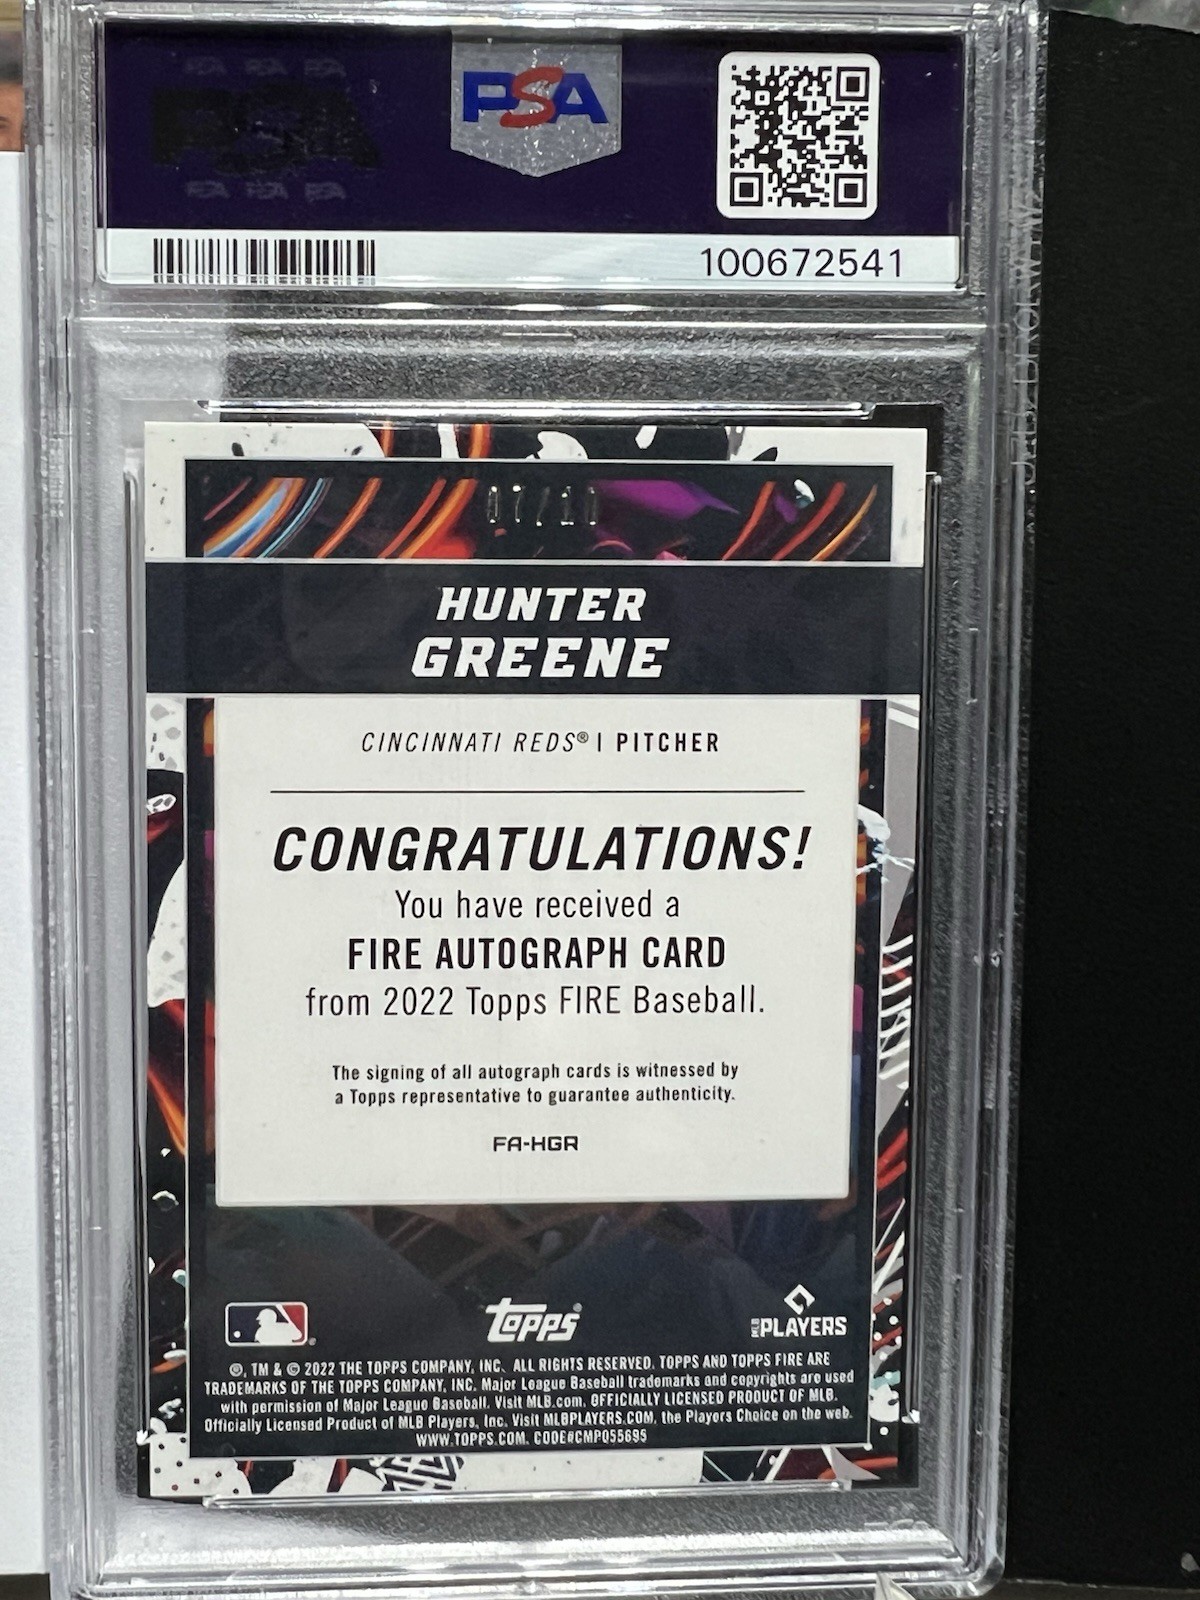 PSA
100672541
07/10
HUNTER
GREENE
CINCINNATI REDS® | PITCHER
CONGRATULATIONS!
You have received a
FIRE AUTOGRAPH CARD
from 2022 Topps FIRE Baseball.
The signing of all autograph cards is witnessed by
a Topps representative to guarantee authenticity.
FA-HGR
topps®
MLB PLAYERS
®, TM & © 2022 THE TOPPS COMPANY, INC. ALL RIGHTS RESERVED. TOPPS AND TOPPS FIRE ARE
TRADEMARKS OF THE TOPPS COMPANY, INC. Major League Baseball trademarks and copyrights are used
with permission of Major League Baseball. Visit MLB.com. OFFICIALLY LICENSED PRODUCT OF MLB.
Officially Licensed Product of MLB Players, Inc. Visit MLBPLAYERS.COM, the Players Choice on the web.
WWW.TOPPS.COM. CODE#CMP055695